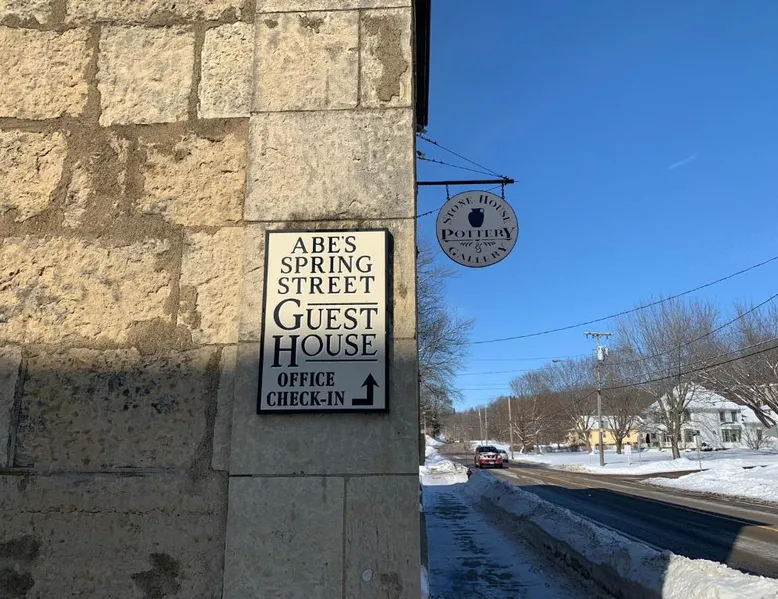 ABE'S
SPRING
STREET
GUEST
HOUSE
OFFICE
CHECK-IN
STONE HOUSE
POTTERY
&
GALLERY